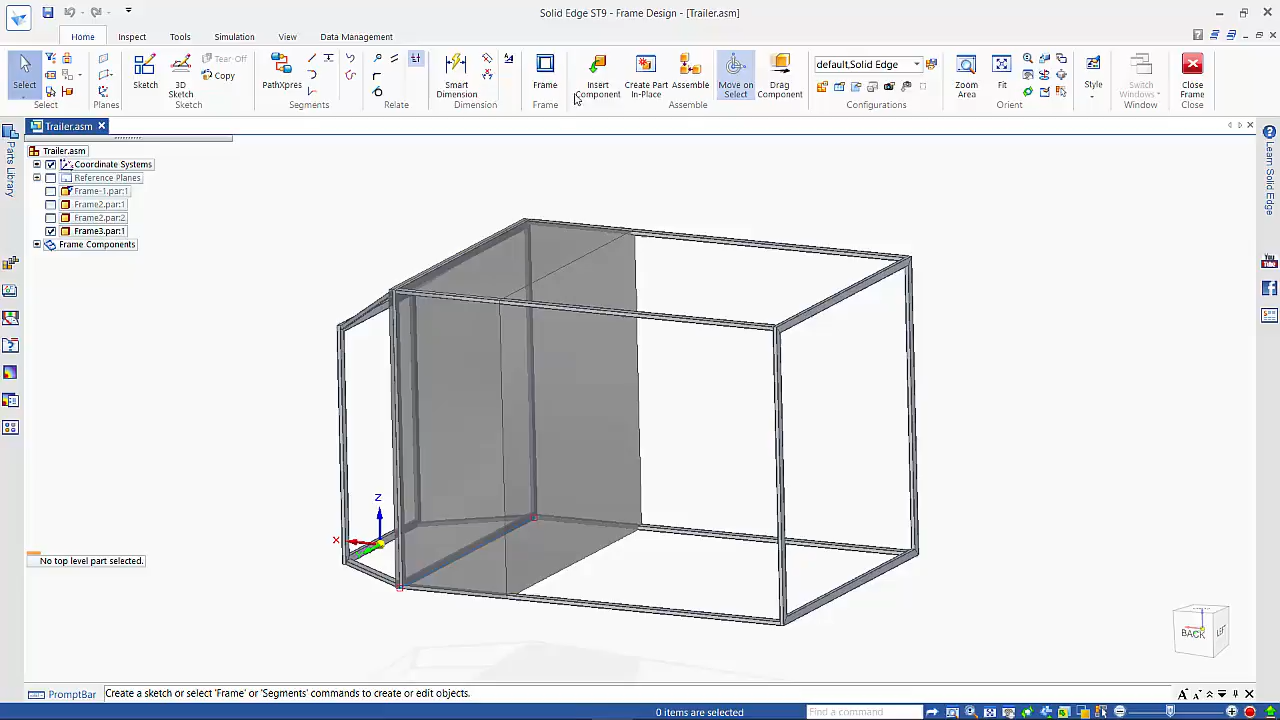 Solid Edge ST9 - Frame Design - [Trailer.asm]
Home Inspect Tools Simulation View Data Management
Select
Select
Planes
Sketch
3D Sketch
Tear-Off
Copy
Sketch
PathXpres
Segments
Relate
Smart Dimension
Dimension
Frame
Frame
Insert Component
Create Part In-Place
Assemble
Move on Select
Drag Component
Assemble
default,Solid Edge
Configurations
Zoom Area
Fit
Orient
Style
Switch Windows
Window
Close Frame
Close
Trailer.asm
Parts Library
Trailer.asm
Coordinate Systems
Reference Planes
Frame-1.par:1
Frame2.par:1
Frame2.par:2
Frame3.par:1
Frame Components
Learn Solid Edge
You Tube
Z
X
No top level part selected.
BACK
LEFT
PromptBar
Create a sketch or select 'Frame' or 'Segments' commands to create or edit objects.
0 items are selected
Find a command